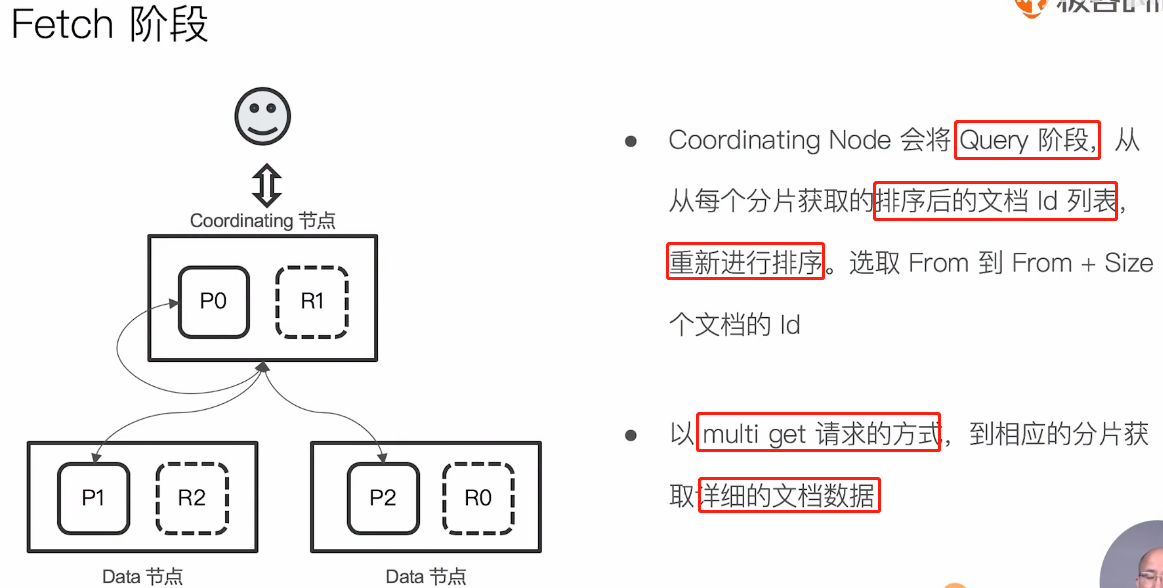 Fetch 阶段
Coordinating 节点
P0
R1
P1
R2
P2
R0
Data 节点
Data 节点
Coordinating Node 会将 Query 阶段，从
从每个分片获取的排序后的文档 Id 列表，
重新进行排序。选取 From 到 From + Size
个文档的 Id
以 multi get 请求的方式，到相应的分片获
取详细的文档数据